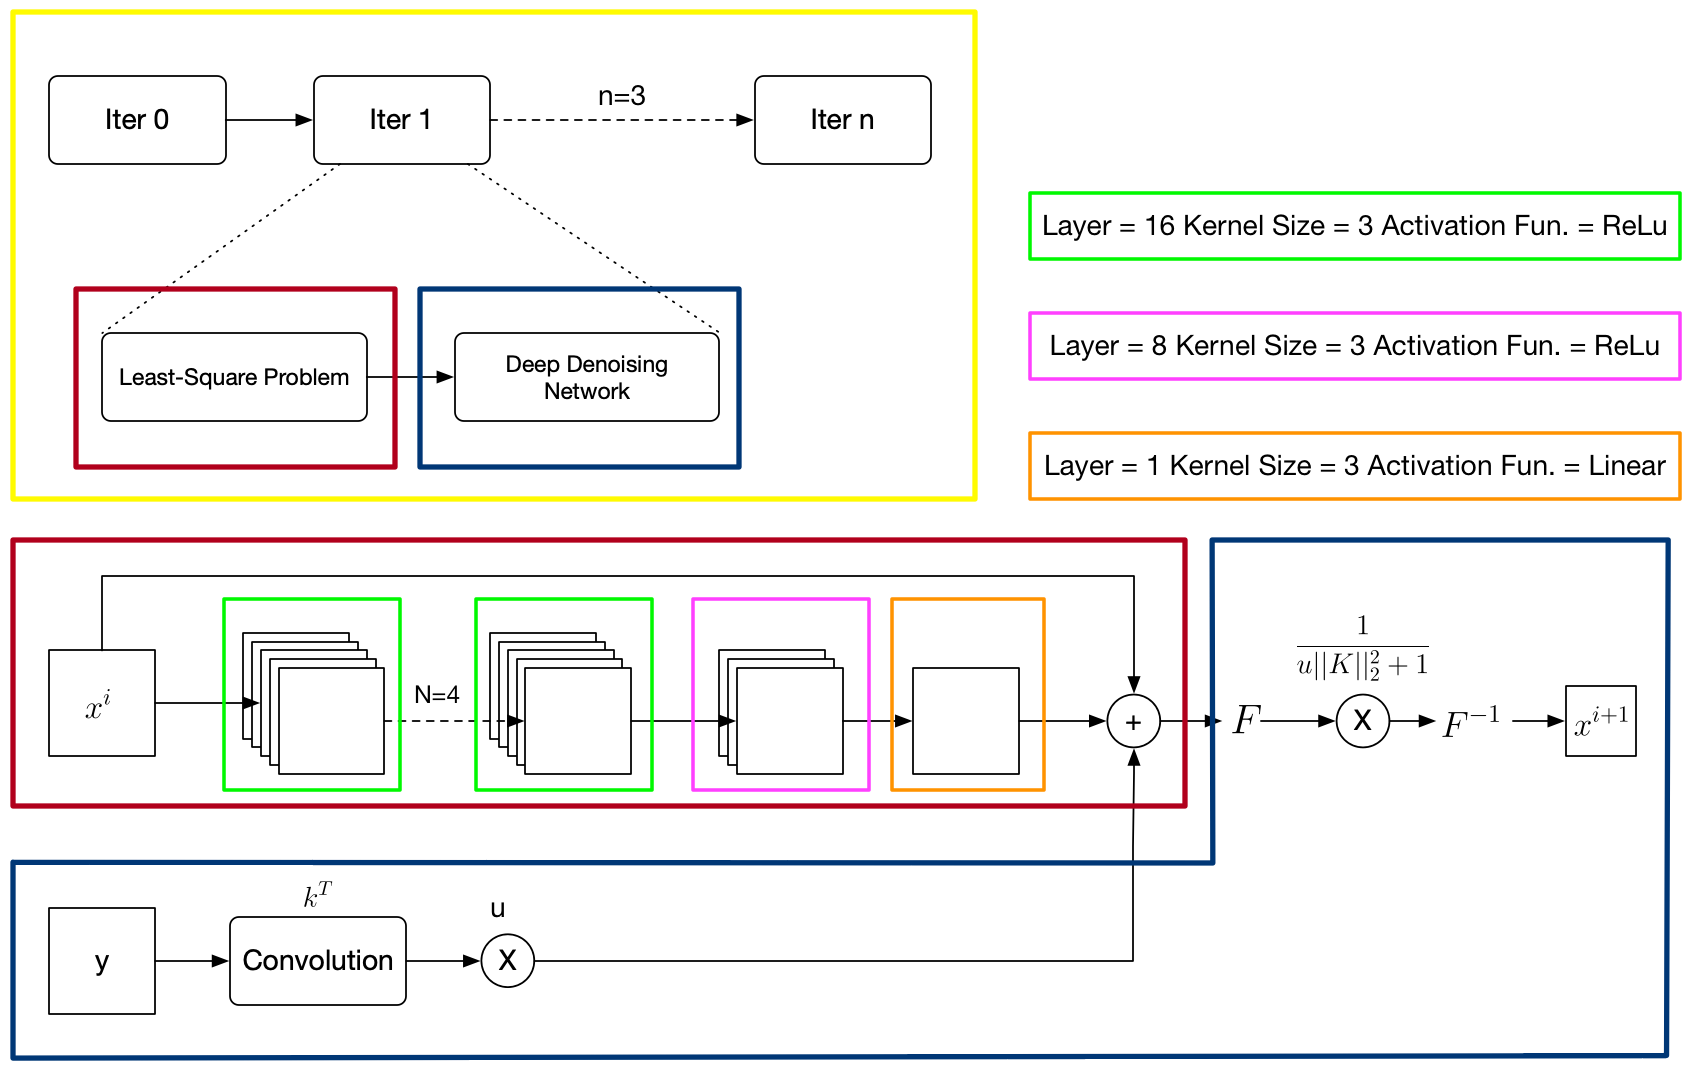 Iter 0
Iter 1
n=3
Iter n
Least-Square Problem
Deep Denoising
Network
Layer = 16 Kernel Size = 3 Activation Fun. = ReLu
Layer = 8 Kernel Size = 3 Activation Fun. = ReLu
Layer = 1 Kernel Size = 3 Activation Fun. = Linear
x^i
N=4
+
F
1
u||K||_2^2 + 1
X
F^{-1}
x^{i+1}
y
k^T
Convolution
u
X